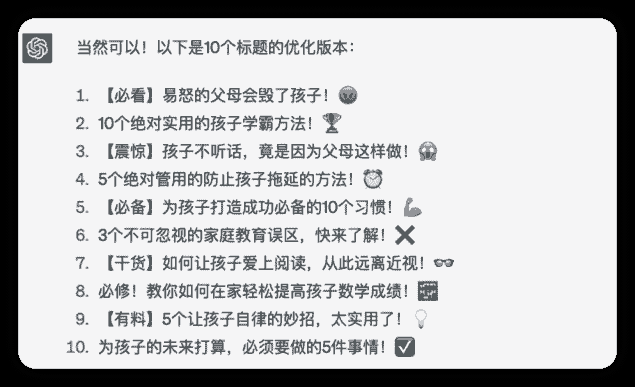 当然可以！以下是10个标题的优化版本：
1. 【必看】易怒的父母会毁了孩子！😡
2. 10个绝对实用的孩子学霸方法！🏆
3. 【震惊】孩子不听话，竟是因为父母这样做！😱
4. 5个绝对管用的防止孩子拖延的方法！⏰
5. 【必备】为孩子打造成功必备的10个习惯！💪
6. 3个不可忽视的家庭教育误区，快来了解！❌
7. 【干货】如何让孩子爱上阅读，从此远离近视！👓
8. 必修！教你如何在家轻松提高孩子数学成绩！🧮
9. 【有料】5个让孩子自律的妙招，太实用了！💡
10. 为孩子的未来打算，必须要做的5件事情！✅